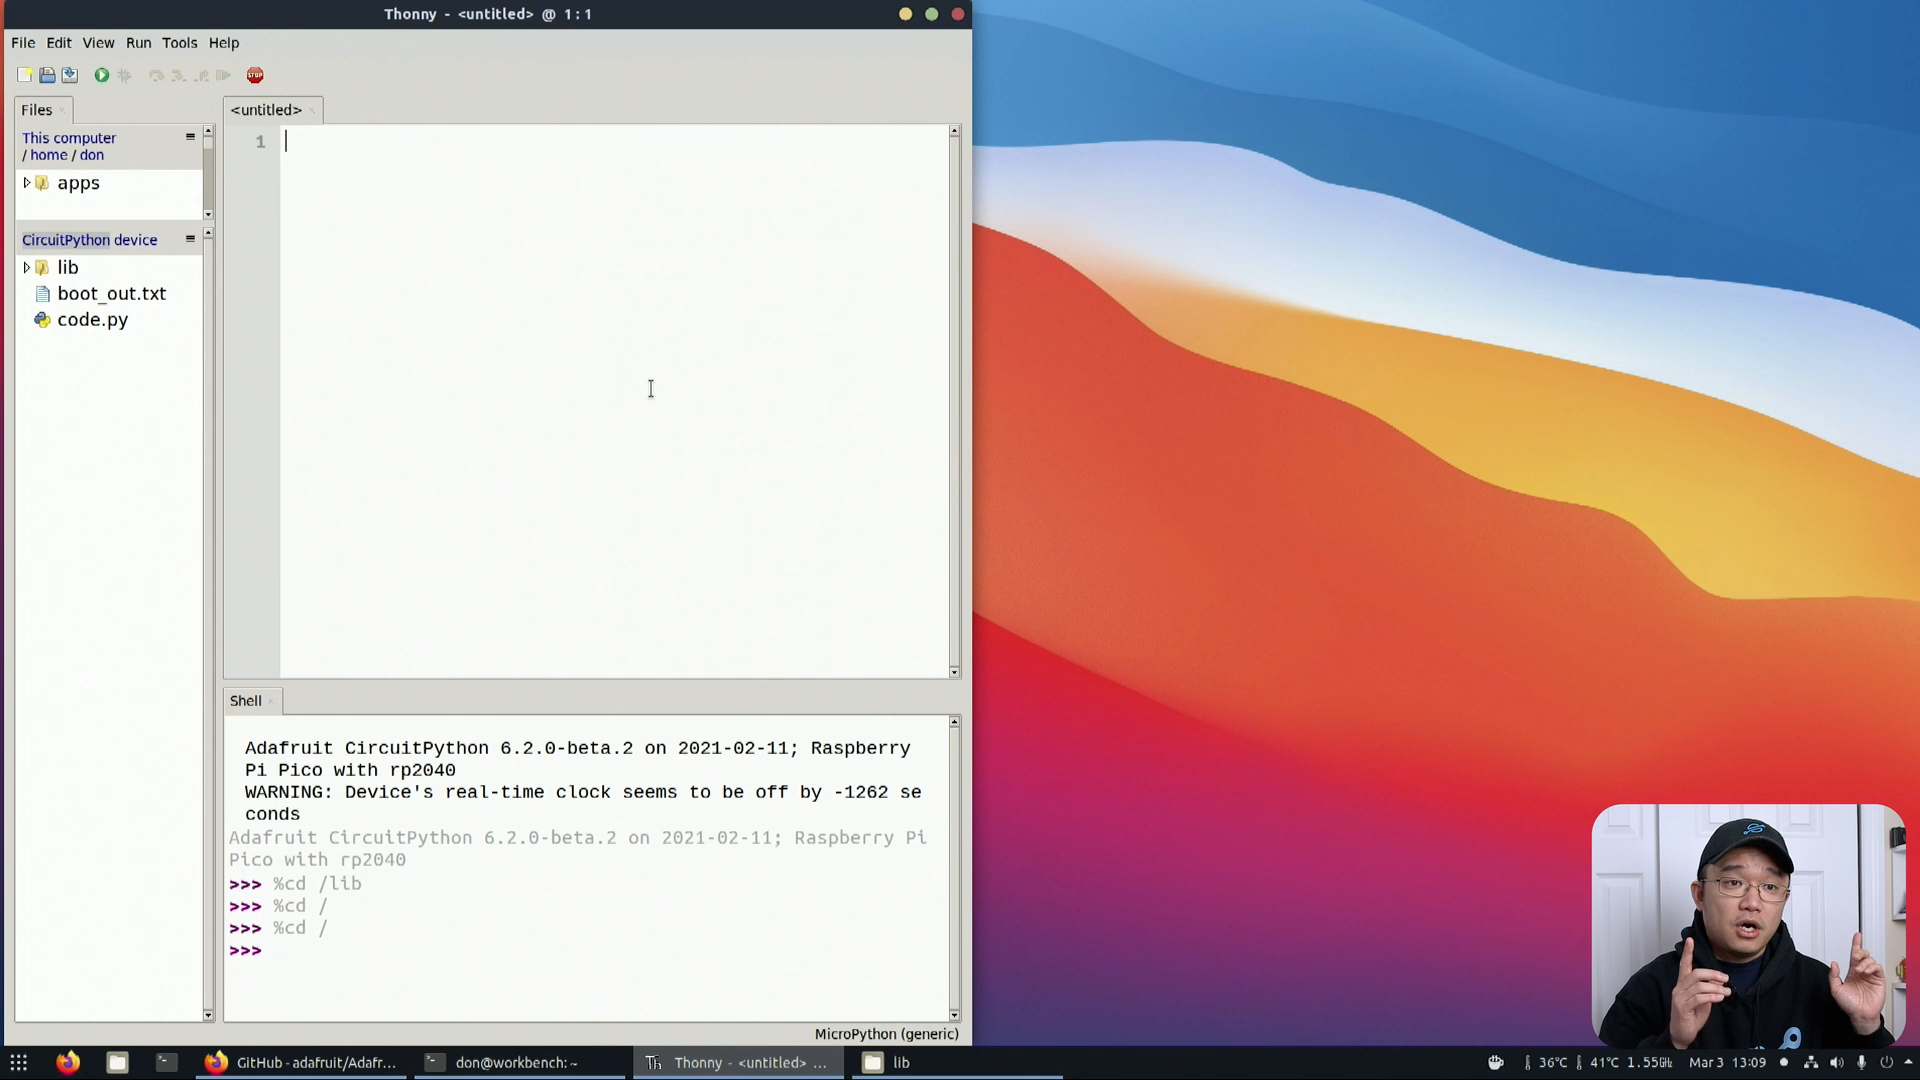 Thonny - <untitled> @ 1:1
File Edit View Run Tools Help
STOP
Files
<untitled>
This computer
/ home / don
1
apps
CircuitPython device
lib
boot_out.txt
code.py
Shell
Adafruit CircuitPython 6.2.0-beta.2 on 2021-02-11; Raspberry
Pi Pico with rp2040
WARNING: Device's real-time clock seems to be off by -1262 se
conds
Adafruit CircuitPython 6.2.0-beta.2 on 2021-02-11; Raspberry Pi
Pico with rp2040
>>> %cd /lib
>>> %cd /
>>> %cd /
>>>
MicroPython (generic)
GitHub - adafruit/Adafr...
don@workbench: ~
Th Thonny - <untitled> ...
lib
36°C 41°C 1.55GHz Mar 3 13:09